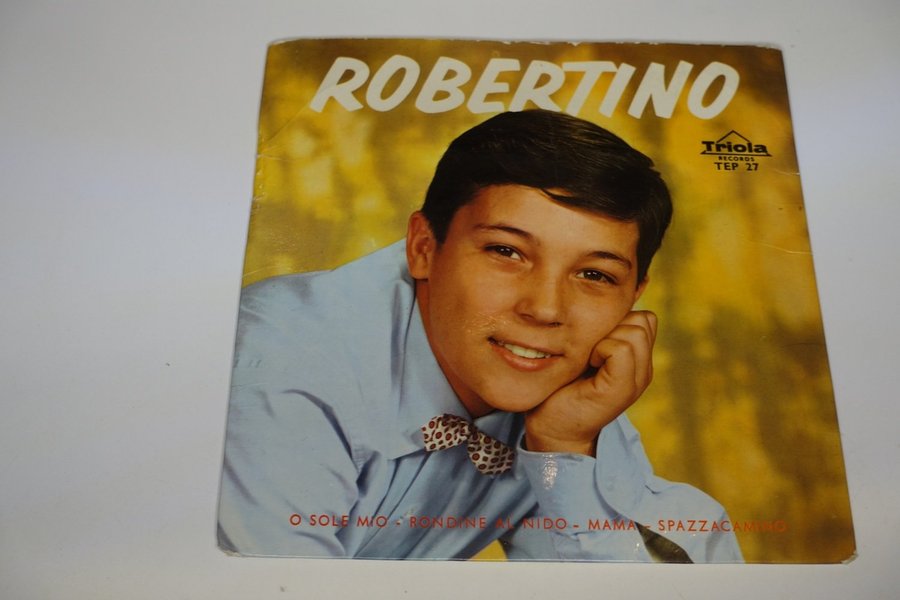 ROBERTINO
Triola
RECORDS
TEP 27
O SOLE MIO - RONDINE AL NIDO - MAMA - SPAZZACAMINO